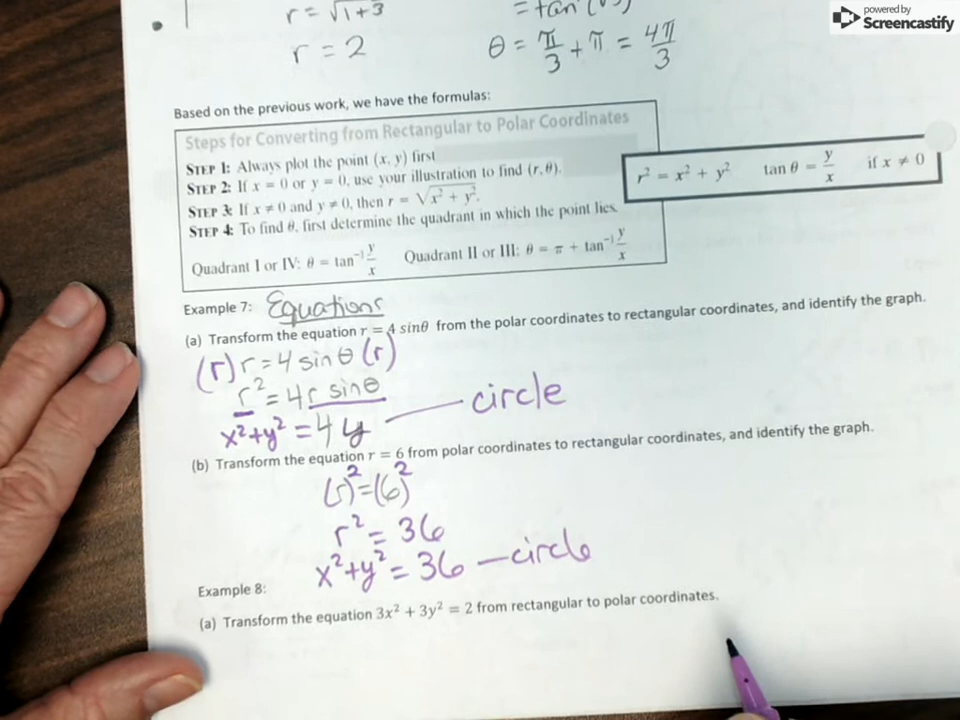 powered by
Screencastify
r = √1+3
= tan
r = 2
θ = π/3 + π = 4π/3
Based on the previous work, we have the formulas:
Steps for Converting from Rectangular to Polar Coordinates
STEP 1: Always plot the point (x, y) first
STEP 2: If x = 0 or y = 0, use your illustration to find (r, θ).
STEP 3: If x ≠ 0 and y ≠ 0, then r = √x² + y².
STEP 4: To find θ, first determine the quadrant in which the point lies.
Quadrant I or IV: θ = tan⁻¹ y/x Quadrant II or III: θ = π + tan⁻¹ y/x
r² = x² + y² tan θ = y/x if x ≠ 0
Example 7: Equations
(a) Transform the equation r = 4 sinθ from the polar coordinates to rectangular coordinates, and identify the graph.
(r) r = 4 sin θ (r)
r² = 4r sinθ
x²+y² = 4y circle
(b) Transform the equation r = 6 from polar coordinates to rectangular coordinates, and identify the graph.
(r)² = (6)²
r² = 36
x²+y² = 36 – circle
Example 8:
(a) Transform the equation 3x² + 3y² = 2 from rectangular to polar coordinates.